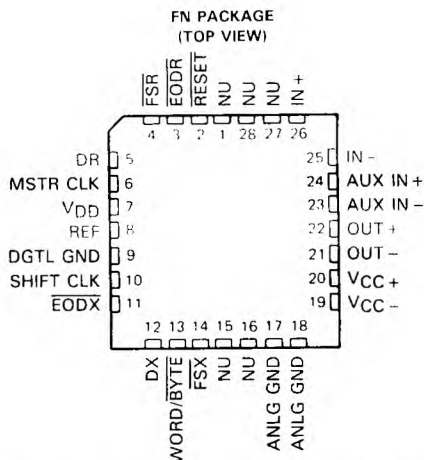 FN PACKAGE
(TOP VIEW)
FSR EODR RESET NU NU NU IN+
4 3 2 1 28 27 26
DR 5
MSTR CLK 6
VDD 7
REF 8
DGTL GND 9
SHIFT CLK 10
EODX 11
25 IN-
24 AUX IN+
23 AUX IN-
22 OUT+
21 OUT-
20 VCC+
19 VCC-
12 13 14 15 16 17 18
DX WORD/BYTE FSX NU NU ANLG GND ANLG GND